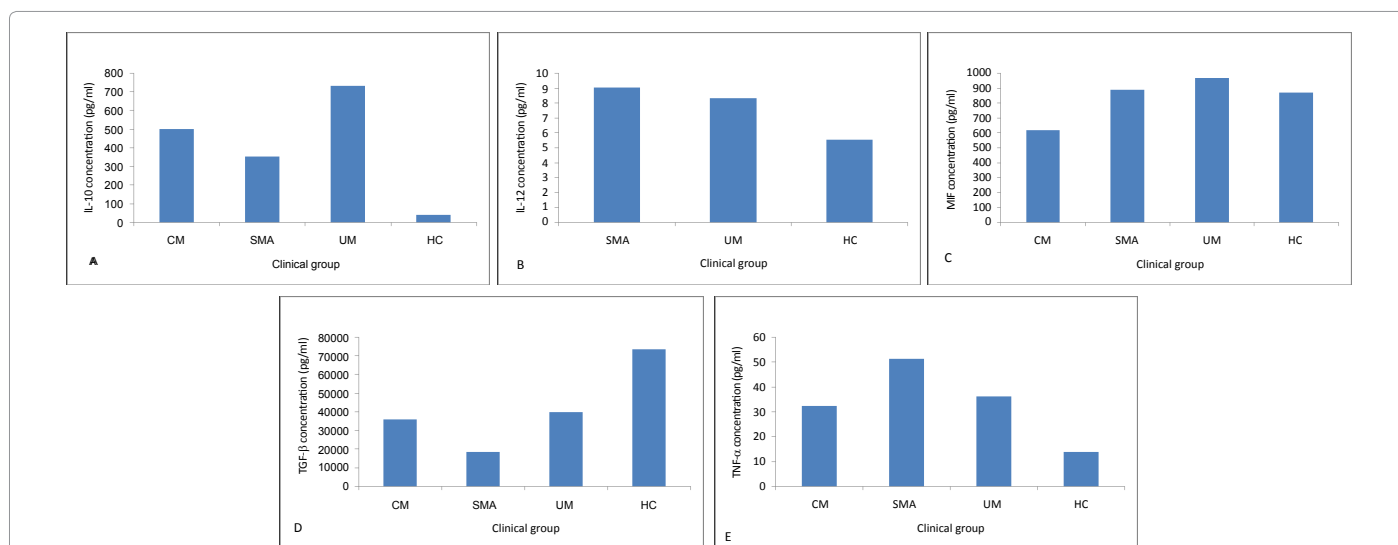 800
700
600
500
400
300
200
100
0
IL-10 concentration (pg/ml)
CM SMA UM HC
Clinical group
A
10
9
8
7
6
5
4
3
2
1
0
IL-12 concentration (pg/ml)
SMA UM HC
Clinical group
B
1000
900
800
700
600
500
400
300
200
100
0
MIF concentration (pg/ml)
CM SMA UM HC
Clinical group
C
80000
70000
60000
50000
40000
30000
20000
10000
0
TGF-β concentration (pg/ml)
CM SMA UM HC
Clinical group
D
60
50
40
30
20
10
0
TNF-α concentration (pg/ml)
CM SMA UM HC
Clinical group
E